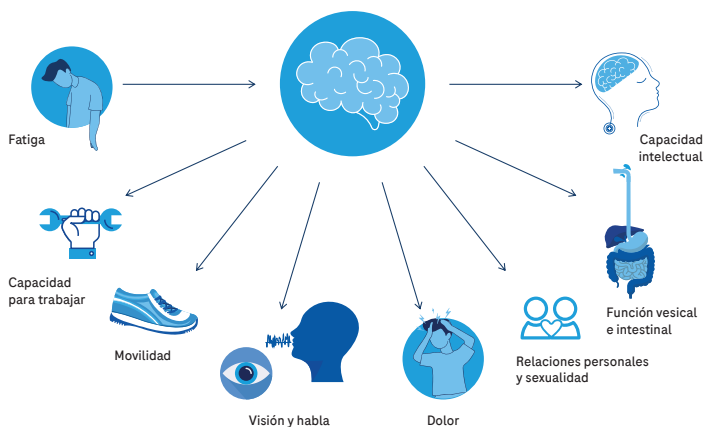 Fatiga
Capacidad
intelectual
Capacidad
para trabajar
Función vesical
e intestinal
Movilidad
Relaciones personales
y sexualidad
Visión y habla
Dolor